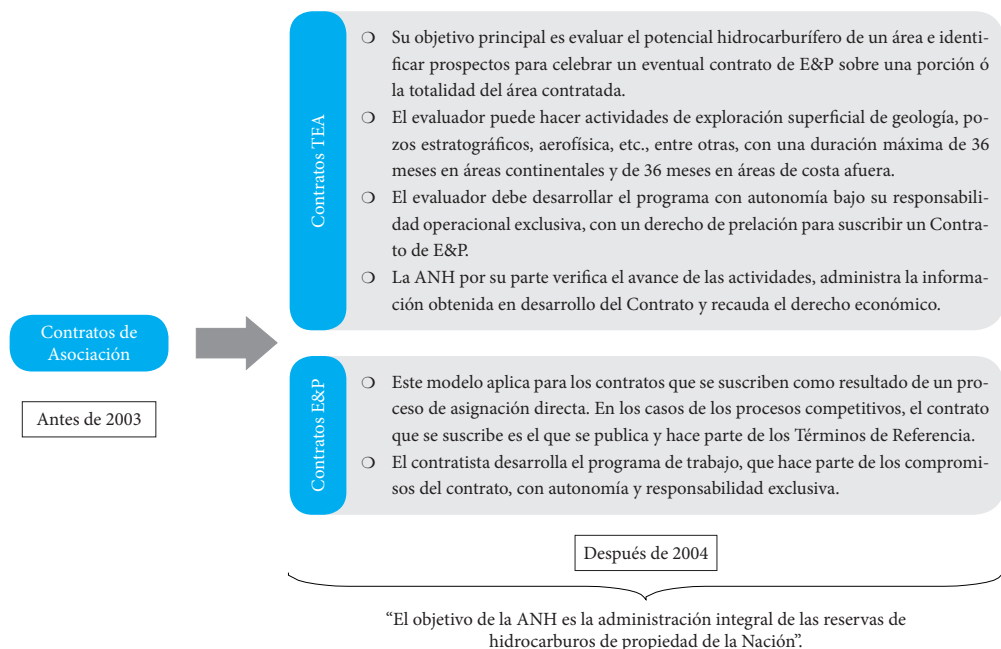 Contratos de
Asociación
Antes de 2003
Contratos TEA
❍ Su objetivo principal es evaluar el potencial hidrocarburífero de un área e identi-
ficar prospectos para celebrar un eventual contrato de E&P sobre una porción ó
la totalidad del área contratada.
❍ El evaluador puede hacer actividades de exploración superficial de geología, po-
zos estratográficos, aerofísica, etc., entre otras, con una duración máxima de 36
meses en áreas continentales y de 36 meses en áreas de costa afuera.
❍ El evaluador debe desarrollar el programa con autonomía bajo su responsabili-
dad operacional exclusiva, con un derecho de prelación para suscribir un Contra-
to de E&P.
❍ La ANH por su parte verifica el avance de las actividades, administra la informa-
ción obtenida en desarrollo del Contrato y recauda el derecho económico.
Contratos E&P
❍ Este modelo aplica para los contratos que se suscriben como resultado de un pro-
ceso de asignación directa. En los casos de los procesos competitivos, el contrato
que se suscribe es el que se publica y hace parte de los Términos de Referencia.
❍ El contratista desarrolla el programa de trabajo, que hace parte de los compromi-
sos del contrato, con autonomía y responsabilidad exclusiva.
Después de 2004
“El objetivo de la ANH es la administración integral de las reservas de
hidrocarburos de propiedad de la Nación”.